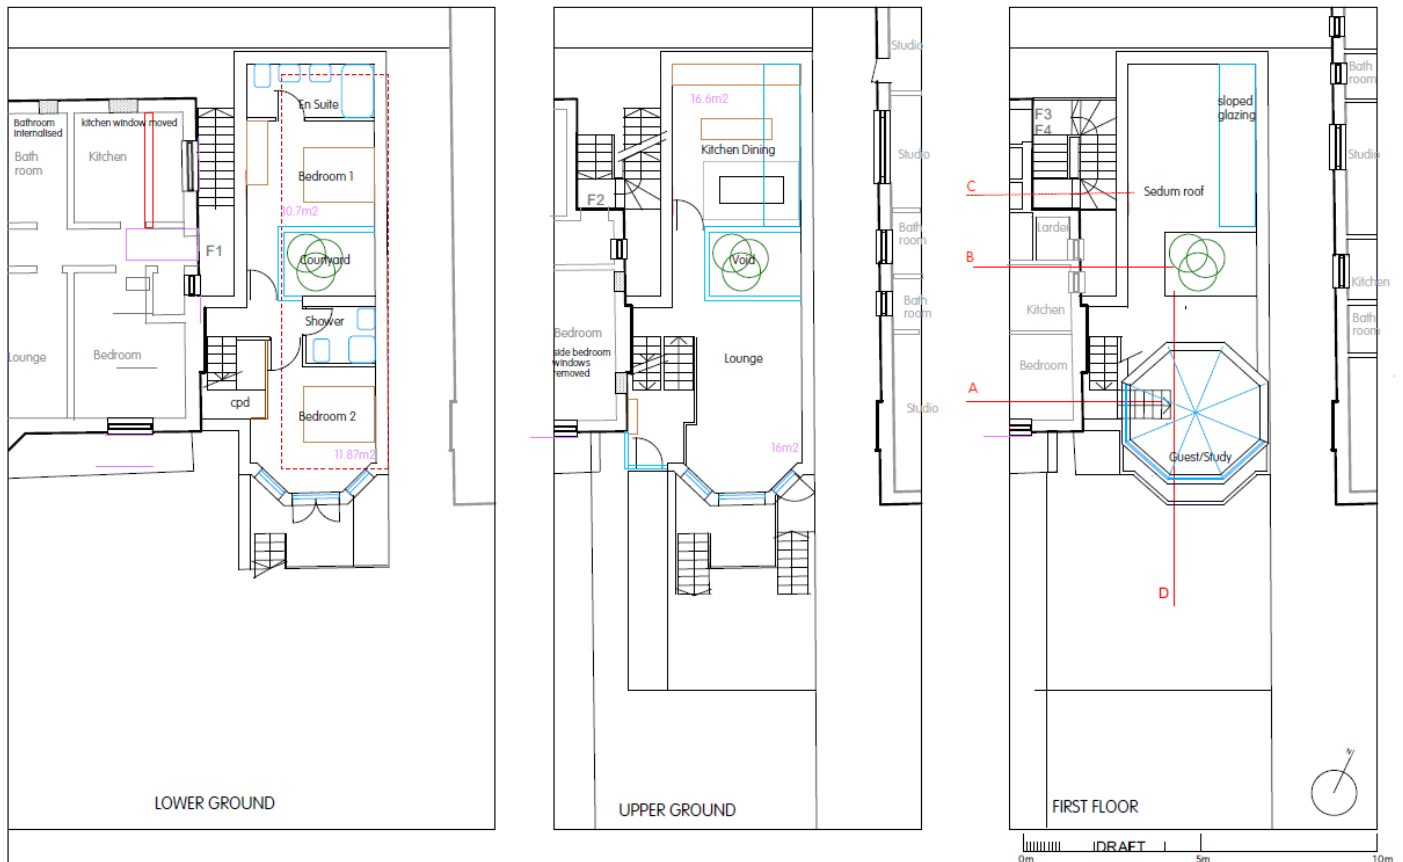 En Suite
Bathroom
Internalised
kitchen window moved
Bath
room
Kitchen
Bedroom 1
10.7m2
F1
Courtyard
Shower
Lounge
Bedroom
cpd
Bedroom 2
11.87m2
LOWER GROUND
Studio
16.6m2
Kitchen Dining
Studio
F2
Void
Bath
room
Bath
room
Bedroom
side bedroom
windows
removed
Lounge
Studio
16m2
UPPER GROUND
Bath
room
F3
F4
sloped
glazing
Studio
C
Sedum roof
Larder
B
Kitchen
Kitchen
Bath
room
Bedroom
A
Guest/Study
D
N
FIRST FLOOR
DRAFT
0m
5m
10m